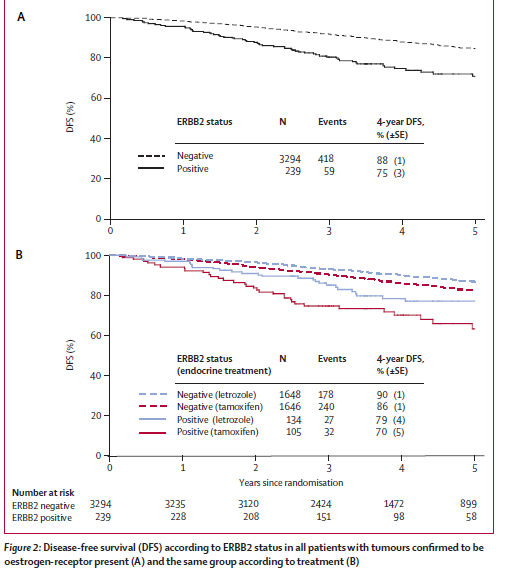 A
100
80
60
40
20
0
DFS (%)
ERBB2 status N Events 4-year DFS,
% (±SE)
Negative 3294 418 88 (1)
Positive 239 59 75 (3)
0 1 2 3 4 5
B
100
80
60
40
20
0
DFS (%)
ERBB2 status N Events 4-year DFS,
(endocrine treatment) % (±SE)
Negative (letrozole) 1648 178 90 (1)
Negative (tamoxifen) 1646 240 86 (1)
Positive (letrozole) 134 27 79 (4)
Positive (tamoxifen) 105 32 70 (5)
0 1 2 3 4 5
Years since randomisation
Number at risk
ERBB2 negative 3294 3235 3120 2424 1472 899
ERBB2 positive 239 228 208 151 98 58
Figure 2: Disease-free survival (DFS) according to ERBB2 status in all patients with tumours confirmed to be
oestrogen-receptor present (A) and the same group according to treatment (B)